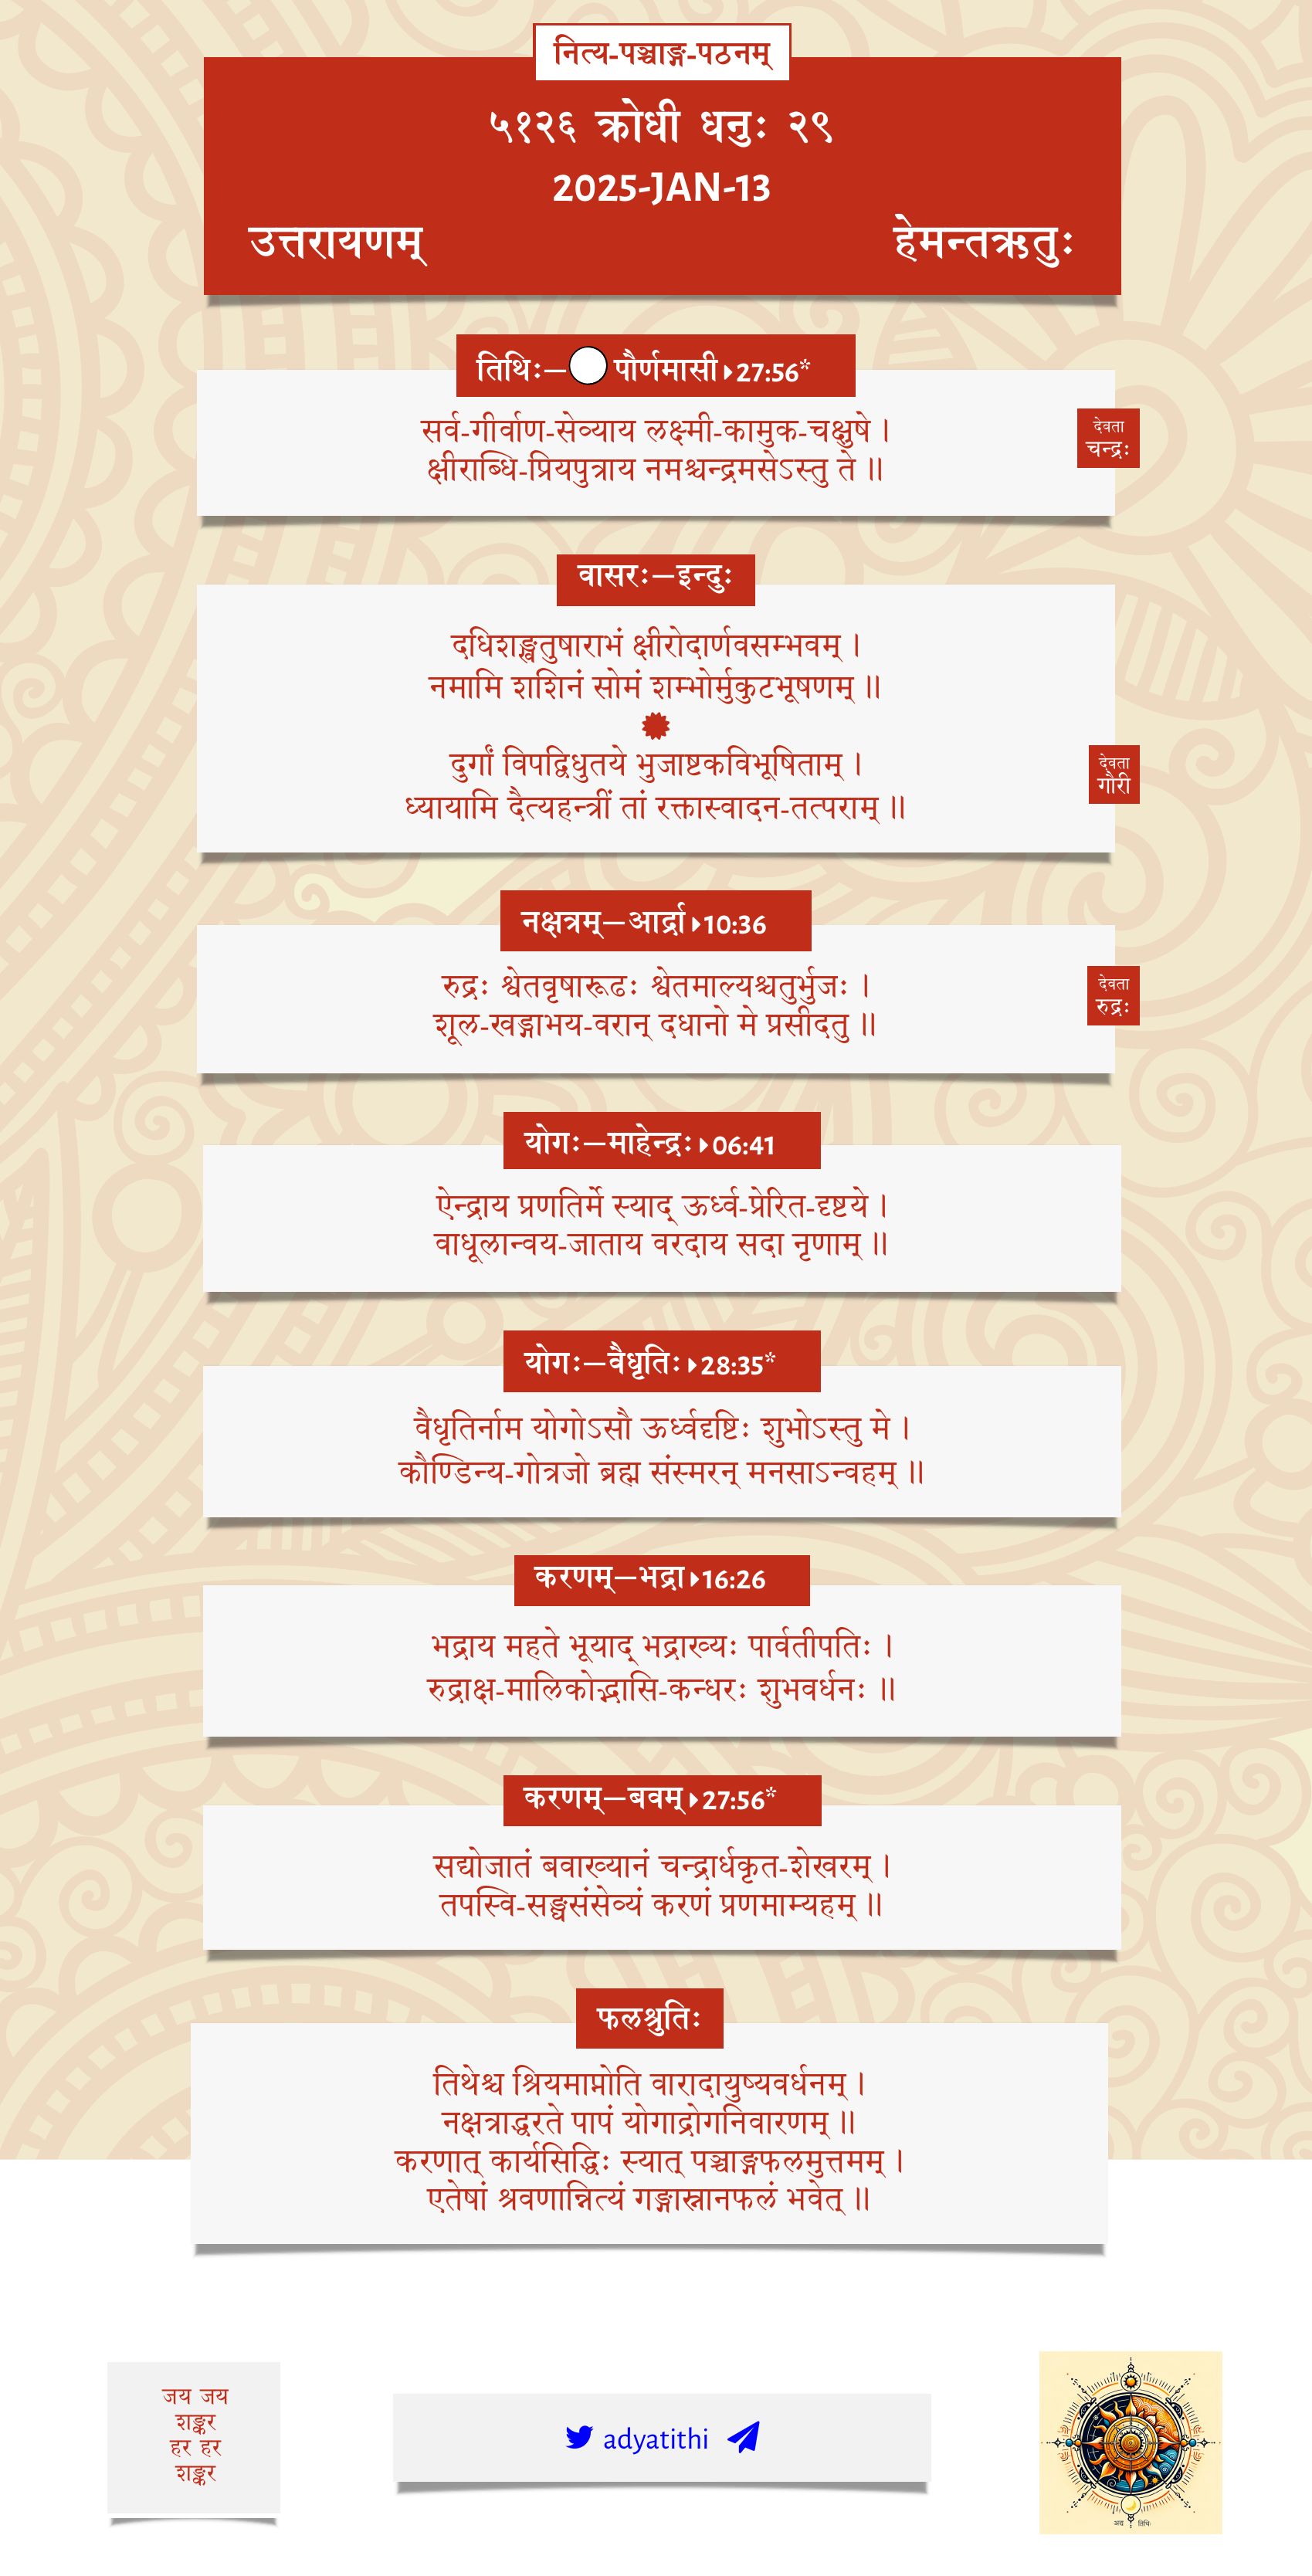 नित्य-पञ्चाङ्ग-पठनम्
५१२६ क्रोधी धनुः २९
2025-JAN-13
उत्तरायणम् हेमन्तऋतुः
तिथिः— पौर्णमासी 27:56*
सर्व-गीर्वाण-सेव्याय लक्ष्मी-कामुक-चक्षुषे ।
क्षीराब्धि-प्रियपुत्राय नमश्चन्द्रमसेऽस्तु ते ॥
देवता
चन्द्रः
वासरः—इन्दुः
दधिशङ्खतुषाराभं क्षीरोदार्णवसम्भवम् ।
नमामि शशिनं सोमं शम्भोर्मुकुटभूषणम् ॥
दुर्गां विपद्विधुतये भुजाष्टकविभूषिताम् ।
ध्यायामि दैत्यहन्त्रीं तां रक्तास्वादन-तत्पराम् ॥
देवता
गौरी
नक्षत्रम्—आर्द्रा 10:36
रुद्रः श्वेतवृषारूढः श्वेतमाल्यश्चतुर्भुजः ।
शूल-खड्गाभय-वरान् दधानो मे प्रसीदतु ॥
देवता
रुद्रः
योगः—माहेन्द्रः 06:41
ऐन्द्राय प्रणतिर्मे स्याद् ऊर्ध्व-प्रेरित-दृष्टये ।
वाधूलान्वय-जाताय वरदाय सदा नृणाम् ॥
योगः—वैधृतिः 28:35*
वैधृतिर्नाम योगोऽसौ ऊर्ध्वदृष्टिः शुभोऽस्तु मे ।
कौण्डिन्य-गोत्रजो ब्रह्म संस्मरन् मनसाऽन्वहम् ॥
करणम्—भद्रा 16:26
भद्राय महते भूयाद् भद्राख्यः पार्वतीपतिः ।
रुद्राक्ष-मालिकोद्भासि-कन्धरः शुभवर्धनः ॥
करणम्—बवम् 27:56*
सद्योजातं बवाख्यानं चन्द्रार्धकृत-शेखरम् ।
तपस्वि-सङ्घसंसेव्यं करणं प्रणमाम्यहम् ॥
फलश्रुतिः
तिथेश्च श्रियमाप्नोति वारादायुष्यवर्धनम् ।
नक्षत्राद्धरते पापं योगाद्रोगनिवारणम् ॥
करणात् कार्यसिद्धिः स्यात् पञ्चाङ्गफलमुत्तमम् ।
एतेषां श्रवणान्नित्यं गङ्गास्नानफलं भवेत् ॥
जय जय
शङ्कर
हर हर
शङ्कर
adyatithi
अद्य तिथिः